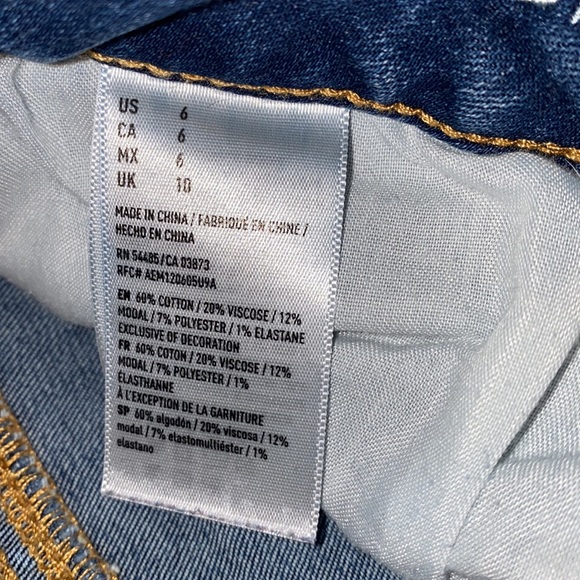 US 6
CA 6
MX 6
UK 10
MADE IN CHINA / FABRIQUÉ EN CHINE /
HECHO EN CHINA
RN 54485/CA 03873
RFC# AEM120605U9A
EN 60% COTTON / 20% VISCOSE / 12%
MODAL / 7% POLYESTER / 1% ELASTANE
EXCLUSIVE OF DECORATION
FR 60% COTON / 20% VISCOSE / 12%
MODAL / 7% POLYESTER / 1%
ELASTHANNE
À L'EXCEPTION DE LA GARNITURE
SP 60% algodón / 20% viscosa / 12%
modal / 7% elastomultiéster / 1%
elastano